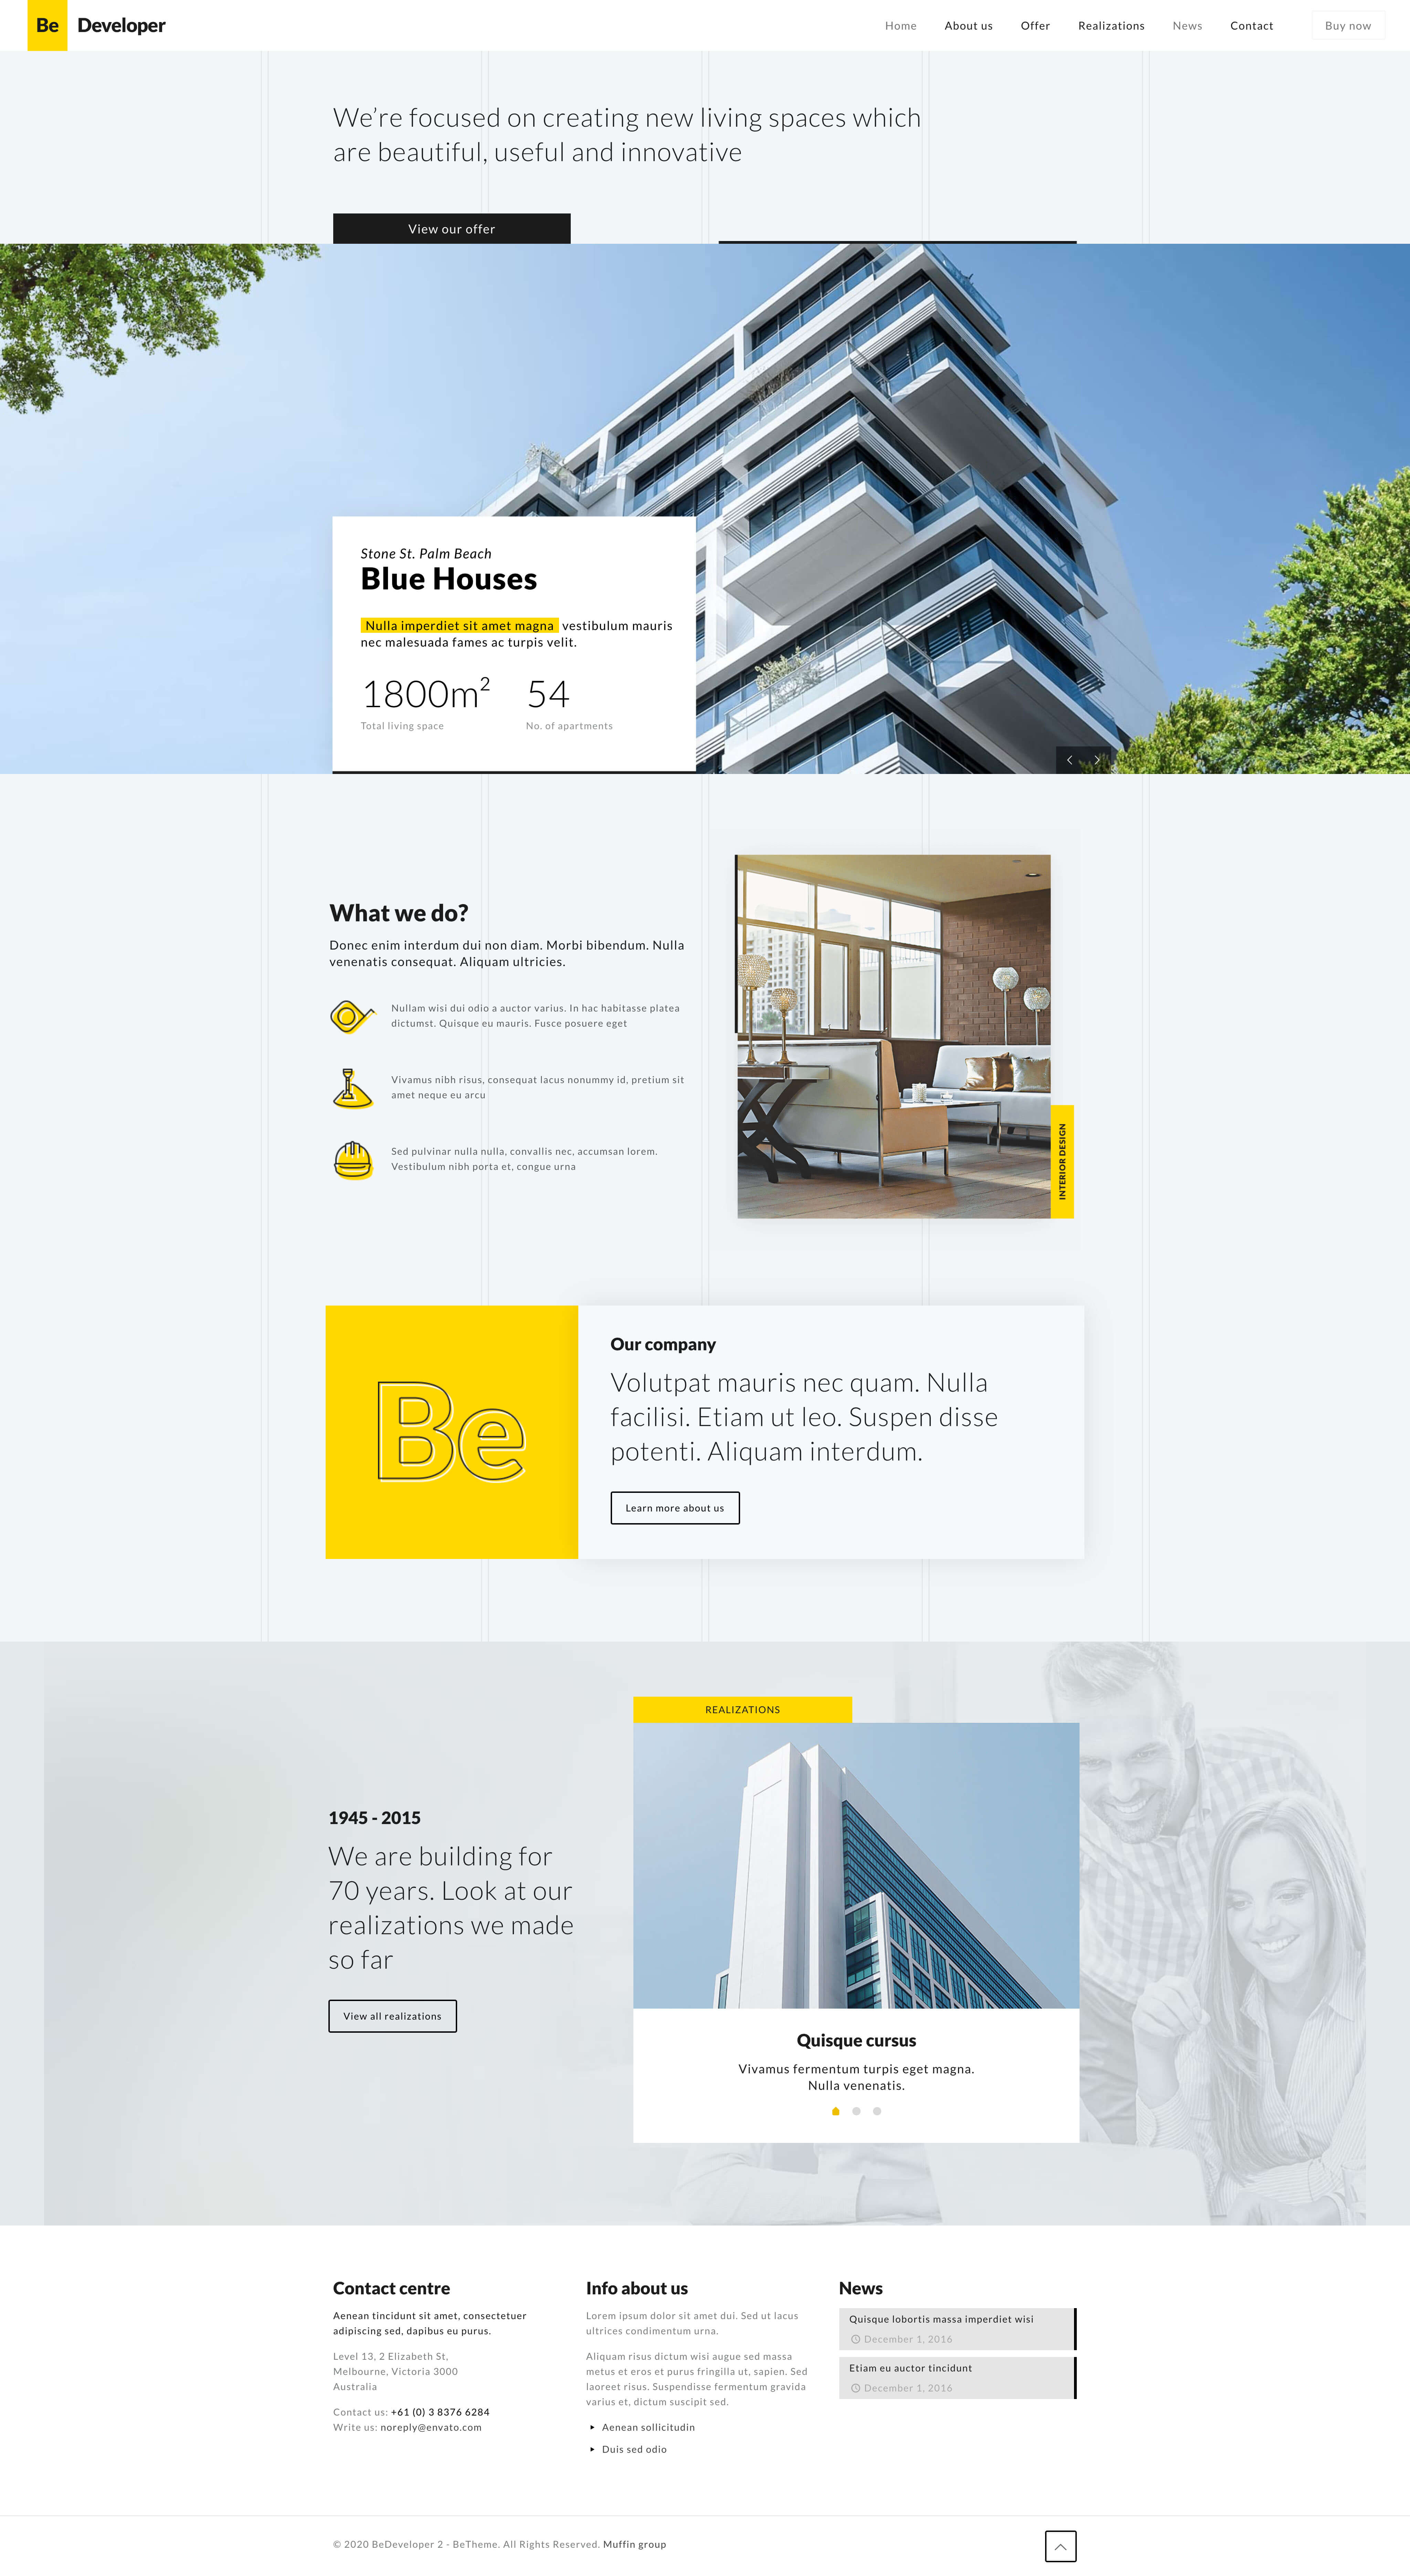 Be Developer
Home About us Offer Realizations News Contact Buy now
We're focused on creating new living spaces which
are beautiful, useful and innovative
View our offer
Stone St. Palm Beach
Blue Houses
Nulla imperdiet sit amet magna vestibulum mauris
nec malesuada fames ac turpis velit.
1800m² 54
Total living space No. of apartments
What we do?
Donec enim interdum dui non diam. Morbi bibendum. Nulla
venenatis consequat. Aliquam ultricies.
Nullam wisi dui odio a auctor varius. In hac habitasse platea
dictumst. Quisque eu mauris. Fusce posuere eget
Vivamus nibh risus, consequat lacus nonummy id, pretium sit
amet neque eu arcu
Sed pulvinar nulla nulla, convallis nec, accumsan lorem.
Vestibulum nibh porta et, congue urna
INTERIOR DESIGN
Be
Our company
Volutpat mauris nec quam. Nulla
facilisi. Etiam ut leo. Suspen disse
potenti. Aliquam interdum.
Learn more about us
1945 - 2015
We are building for
70 years. Look at our
realizations we made
so far
View all realizations
REALIZATIONS
Quisque cursus
Vivamus fermentum turpis eget magna.
Nulla venenatis.
Contact centre
Aenean tincidunt sit amet, consectetuer
adipiscing sed, dapibus eu purus.
Level 13, 2 Elizabeth St,
Melbourne, Victoria 3000
Australia
Contact us: +61 (0) 3 8376 6284
Write us: noreply@envato.com
Info about us
Lorem ipsum dolor sit amet dui. Sed ut lacus
ultrices condimentum urna.
Aliquam risus dictum wisi augue sed massa
metus et eros et purus fringilla ut, sapien. Sed
laoreet risus. Suspendisse fermentum gravida
varius et, dictum suscipit sed.
Aenean sollicitudin
Duis sed odio
News
Quisque lobortis massa imperdiet wisi
December 1, 2016
Etiam eu auctor tincidunt
December 1, 2016
© 2020 BeDeveloper 2 - BeTheme. All Rights Reserved. Muffin group